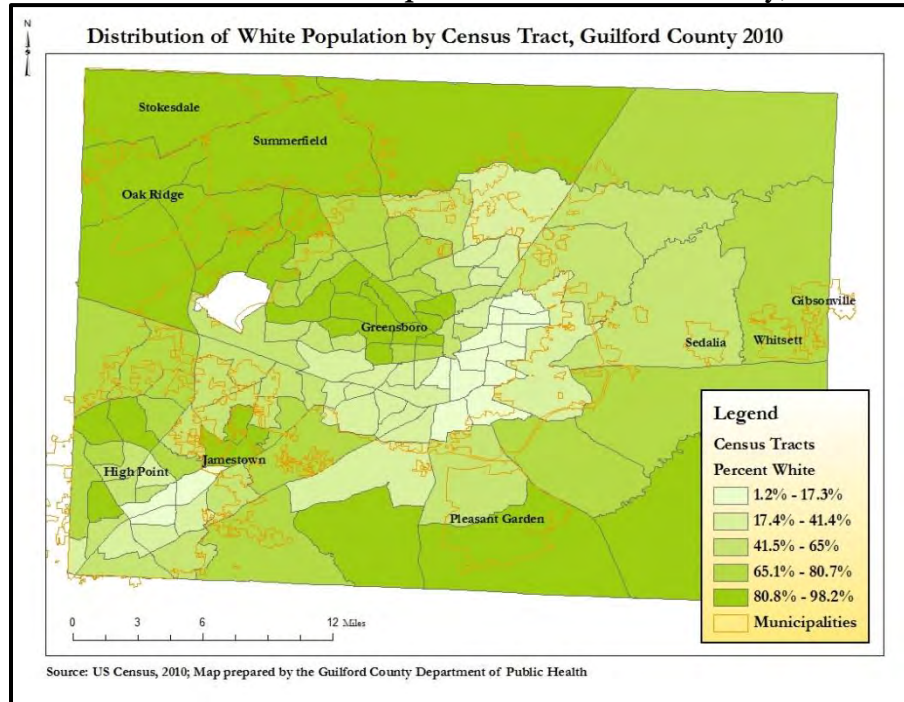 N
Distribution of White Population by Census Tract, Guilford County 2010
Stokesdale
Summerfield
Oak Ridge
Greensboro
Gibsonville
Sedalia
Whitsett
High Point
Jamestown
Pleasant Garden
Legend
Census Tracts
Percent White
1.2% - 17.3%
17.4% - 41.4%
41.5% - 65%
65.1% - 80.7%
80.8% - 98.2%
Municipalities
0 3 6 12 Miles
Source: US Census, 2010; Map prepared by the Guilford County Department of Public Health